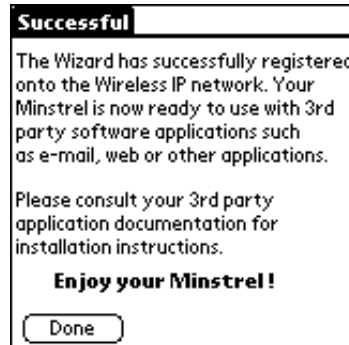 Successful
The Wizard has successfully registered
onto the Wireless IP network. Your
Minstrel is now ready to use with 3rd
party software applications such
as e-mail, web or other applications.
Please consult your 3rd party
application documentation for
installation instructions.
Enjoy your Minstrel!
Done